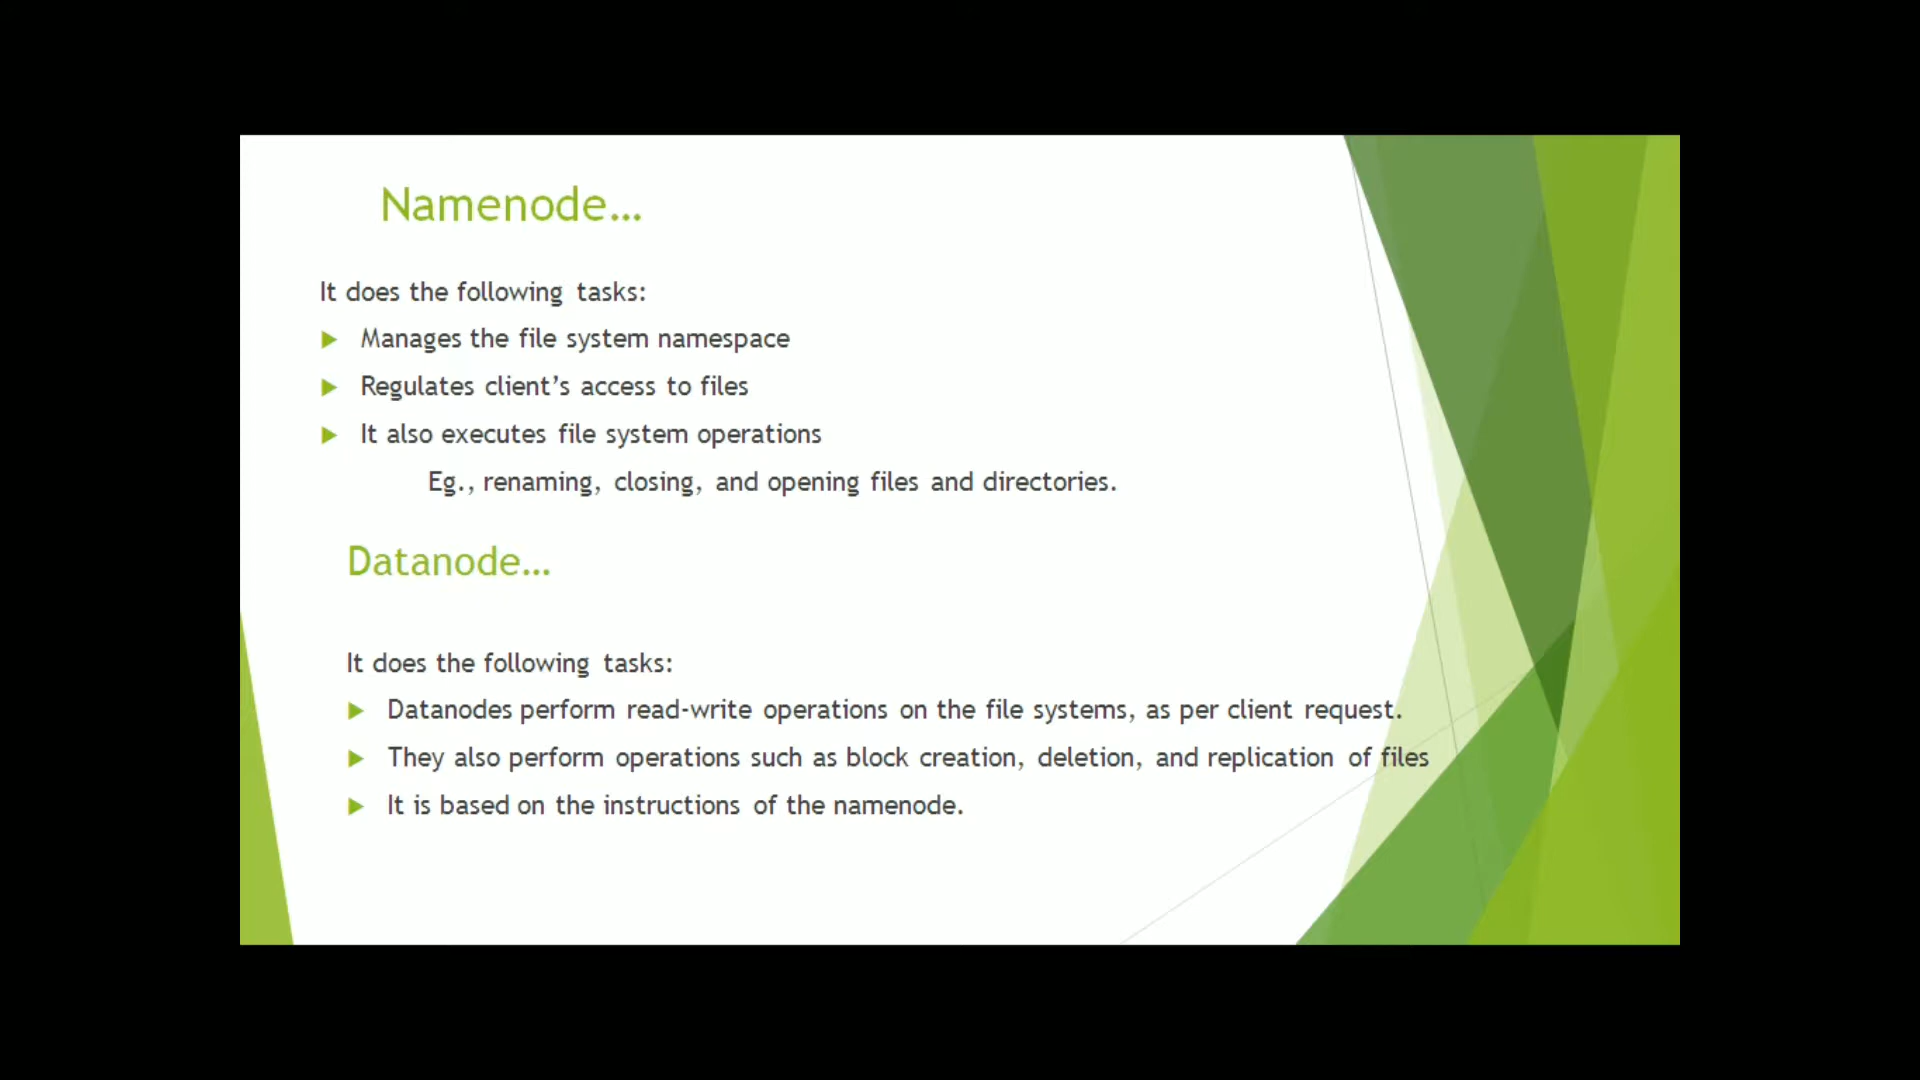 Namenode...
It does the following tasks:
Manages the file system namespace
Regulates client’s access to files
It also executes file system operations
Eg., renaming, closing, and opening files and directories.
Datanode...
It does the following tasks:
Datanodes perform read-write operations on the file systems, as per client request.
They also perform operations such as block creation, deletion, and replication of files
It is based on the instructions of the namenode.